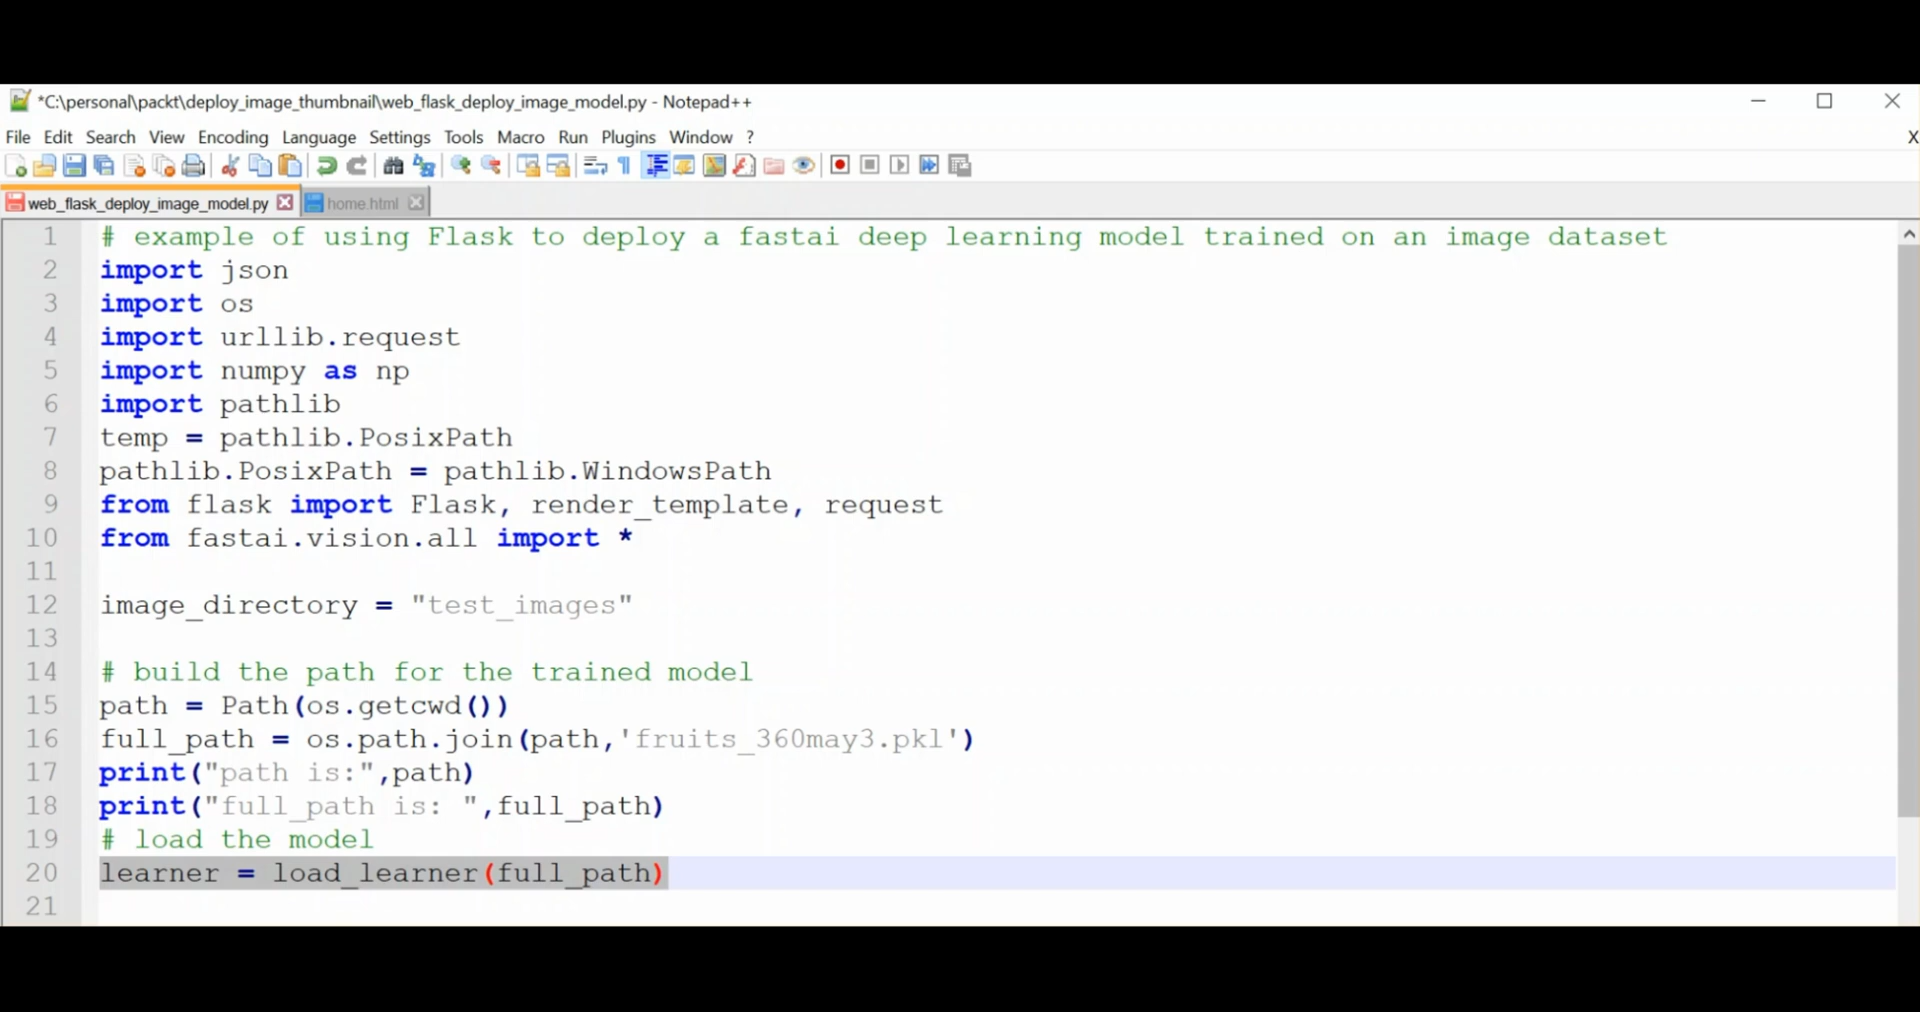 *C:\personal\packt\deploy_image_thumbnail\web_flask_deploy_image_model.py - Notepad++
File Edit Search View Encoding Language Settings Tools Macro Run Plugins Window ? X
web_flask_deploy_image_model.py home.html
1 # example of using Flask to deploy a fastai deep learning model trained on an image dataset
2 import json
3 import os
4 import urllib.request
5 import numpy as np
6 import pathlib
7 temp = pathlib.PosixPath
8 pathlib.PosixPath = pathlib.WindowsPath
9 from flask import Flask, render_template, request
10 from fastai.vision.all import *
11
12 image_directory = "test_images"
13
14 # build the path for the trained model
15 path = Path(os.getcwd())
16 full_path = os.path.join(path,'fruits_360may3.pkl')
17 print("path is:",path)
18 print("full_path is: ",full_path)
19 # load the model
20 learner = load_learner(full_path)
21